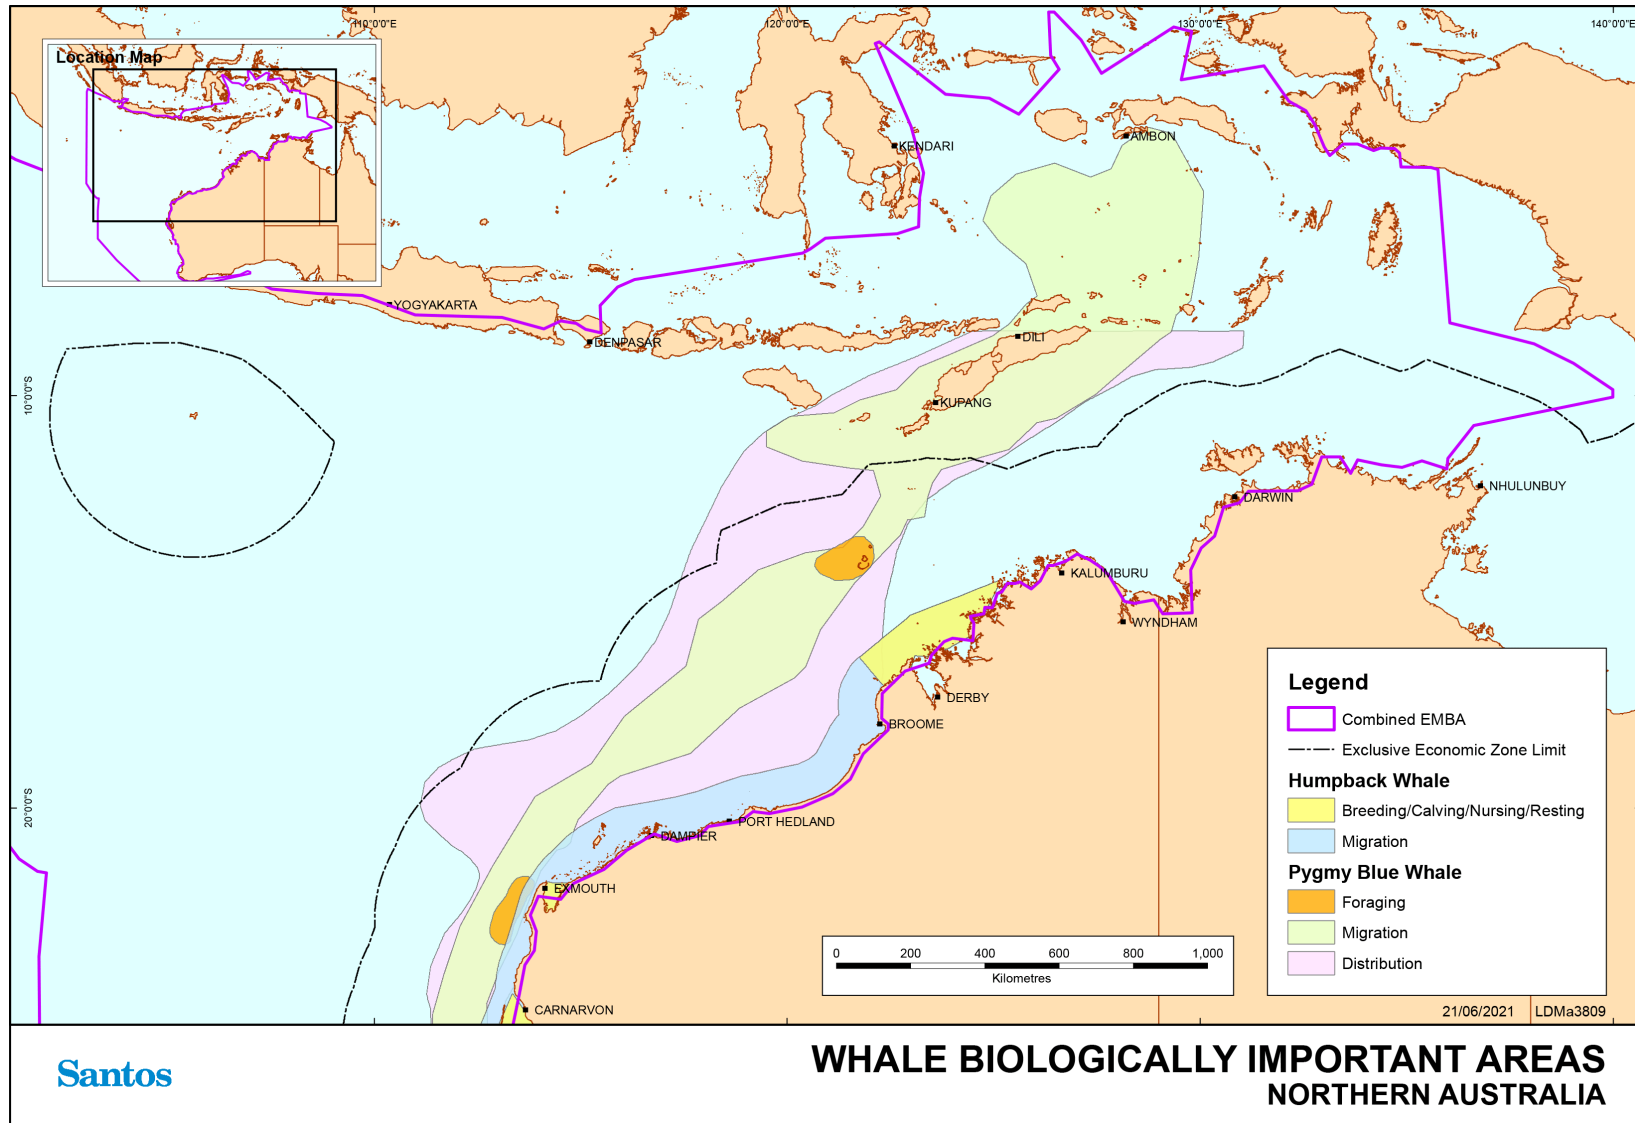 110°0'0"E
120°0'0"E
130°0'0"E
140°0'0"E
Location Map
AMBON
KENDARI
YOGYAKARTA
DENPASAR
DILI
10°0'0"S
KUPANG
NHULUNBUY
DARWIN
KALUMBURU
WYNDHAM
DERBY
BROOME
20°0'0"S
PORT HEDLAND
DAMPIER
EXMOUTH
CARNARVON
Legend
Combined EMBA
Exclusive Economic Zone Limit
Humpback Whale
Breeding/Calving/Nursing/Resting
Migration
Pygmy Blue Whale
Foraging
Migration
Distribution
0 200 400 600 800 1,000
Kilometres
21/06/2021 LDMa3809
Santos
WHALE BIOLOGICALLY IMPORTANT AREAS
NORTHERN AUSTRALIA